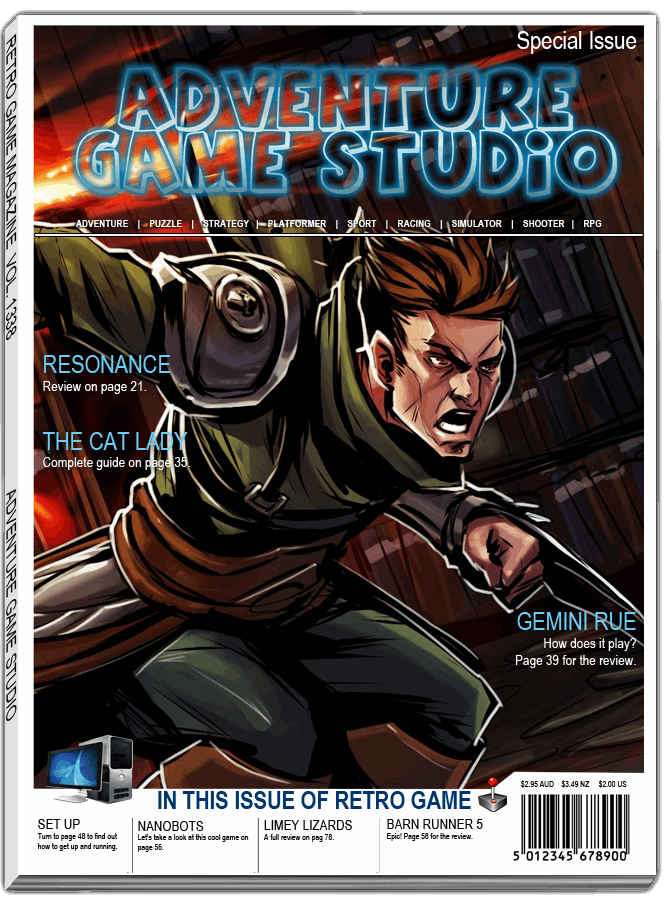 Special Issue
ADVENTURE
GAME STUDiO
ADVENTURE | PUZZLE | STRATEGY | PLATFORMER | SPORT | RACING | SIMULATOR | SHOOTER | RPG
RETRO GAME MAGAZINE VOL. 1338
ADVENTURE GAME STUDIO
RESONANCE
Review on page 21.
THE CAT LADY
Complete guide on page 35.
GEMINI RUE
How does it play?
Page 39 for the review.
IN THIS ISSUE OF RETRO GAME
$2.95 AUD $3.49 NZ $2.00 US
SET UP
Turn to page 48 to find out
how to get up and running.
NANOBOTS
Let's take a look at this cool game on
page 56.
LIMEY LIZARDS
A full review on pag 78.
BARN RUNNER 5
Epic! Page 58 for the review.
5 012345 678900